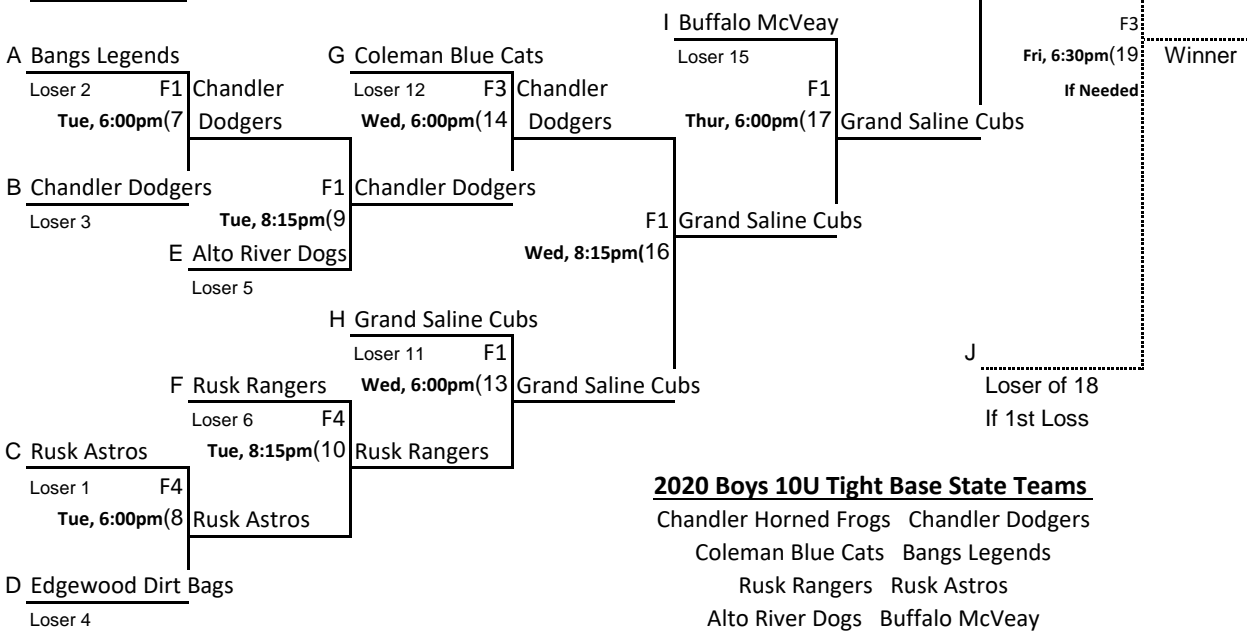 I Buffalo McVeay
F3
A Bangs Legends
G Coleman Blue Cats
Loser 15
Fri, 6:30pm(19
Winner
Loser 2
F1
Chandler
Loser 12
F3
Chandler
F1
If Needed
Tue, 6:00pm(7
Dodgers
Wed, 6:00pm(14
Dodgers
Thur, 6:00pm(17
Grand Saline Cubs
B Chandler Dodgers
F1
Chandler Dodgers
Loser 3
Tue, 8:15pm(9
F1
Grand Saline Cubs
E Alto River Dogs
Wed, 8:15pm(16
Loser 5
H Grand Saline Cubs
Loser 11
F1
J
F Rusk Rangers
Wed, 6:00pm(13
Grand Saline Cubs
Loser of 18
Loser 6
F4
If 1st Loss
C Rusk Astros
Tue, 8:15pm(10
Rusk Rangers
Loser 1
F4
2020 Boys 10U Tight Base State Teams
Tue, 6:00pm(8
Rusk Astros
Chandler Horned Frogs Chandler Dodgers
Coleman Blue Cats Bangs Legends
D Edgewood Dirt Bags
Rusk Rangers Rusk Astros
Loser 4
Alto River Dogs Buffalo McVeay